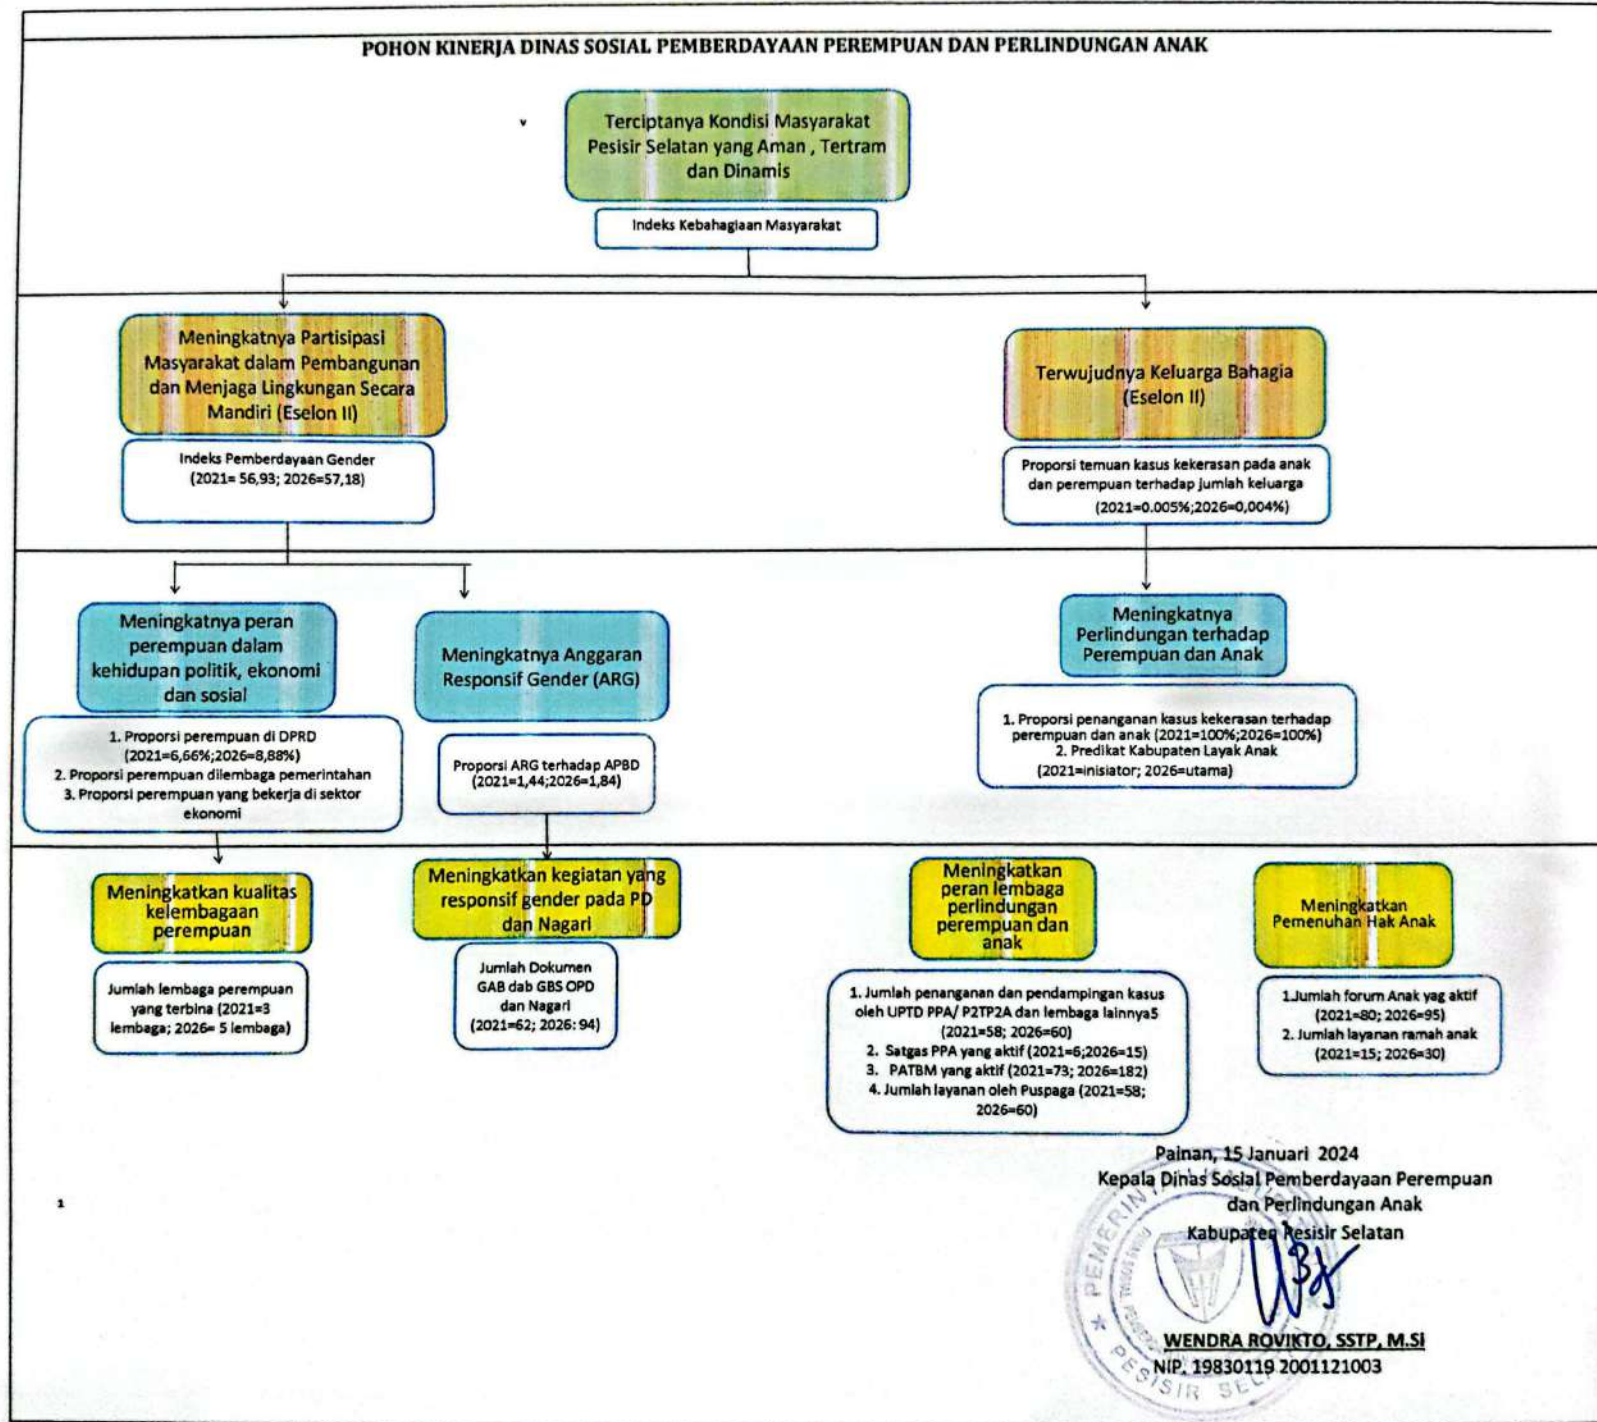 POHON KINERJA DINAS SOSIAL PEMBERDAYAAN PEREMPUAN DAN PERLINDUNGAN ANAK
Terciptanya Kondisi Masyarakat
Pesisir Selatan yang Aman , Tertram
dan Dinamis
Indeks Kebahagiaan Masyarakat
Meningkatnya Partisipasi
Masyarakat dalam Pembangunan
dan Menjaga Lingkungan Secara
Mandiri (Eselon II)
Indeks Pemberdayaan Gender
(2021= 56,93; 2026=57,18)
Terwujudnya Keluarga Bahagia
(Eselon II)
Proporsi temuan kasus kekerasan pada anak
dan perempuan terhadap jumlah keluarga
(2021=0.005%;2026=0,004%)
Meningkatnya peran
perempuan dalam
kehidupan politik, ekonomi
dan sosial
1. Proporsi perempuan di DPRD
(2021=6,66%;2026=8,88%)
2. Proporsi perempuan dilembaga pemerintahan
3. Proporsi perempuan yang bekerja di sektor
ekonomi
Meningkatnya Anggaran
Responsif Gender (ARG)
Proporsi ARG terhadap APBD
(2021=1,44;2026=1,84)
Meningkatnya
Perlindungan terhadap
Perempuan dan Anak
1. Proporsi penanganan kasus kekerasan terhadap
perempuan dan anak (2021=100%;2026=100%)
2. Predikat Kabupaten Layak Anak
(2021=inisiator; 2026=utama)
Meningkatkan kualitas
kelembagaan
perempuan
Jumlah lembaga perempuan
yang terbina (2021=3
lembaga; 2026= 5 lembaga)
Meningkatkan kegiatan yang
responsif gender pada PD
dan Nagari
Jumlah Dokumen
GAB dab GBS OPD
dan Nagari
(2021=62; 2026: 94)
Meningkatkan
peran lembaga
perlindungan
perempuan dan
anak
1. Jumlah penanganan dan pendampingan kasus
oleh UPTD PPA/ P2TP2A dan lembaga lainnya5
(2021=58; 2026=60)
2. Satgas PPA yang aktif (2021=6;2026=15)
3. PATBM yang aktif (2021=73; 2026=182)
4. Jumlah layanan oleh Puspaga (2021=58;
2026=60)
Meningkatkan
Pemenuhan Hak Anak
1.Jumlah forum Anak yag aktif
(2021=80; 2026=95)
2. Jumlah layanan ramah anak
(2021=15; 2026=30)
Painan, 15 Januari 2024
Kepala Dinas Sosial Pemberdayaan Perempuan
dan Perlindungan Anak
Kabupaten Pesisir Selatan
WENDRA ROVIKTO, SSTP, M.Si
NIP. 19830119 2001121003
1